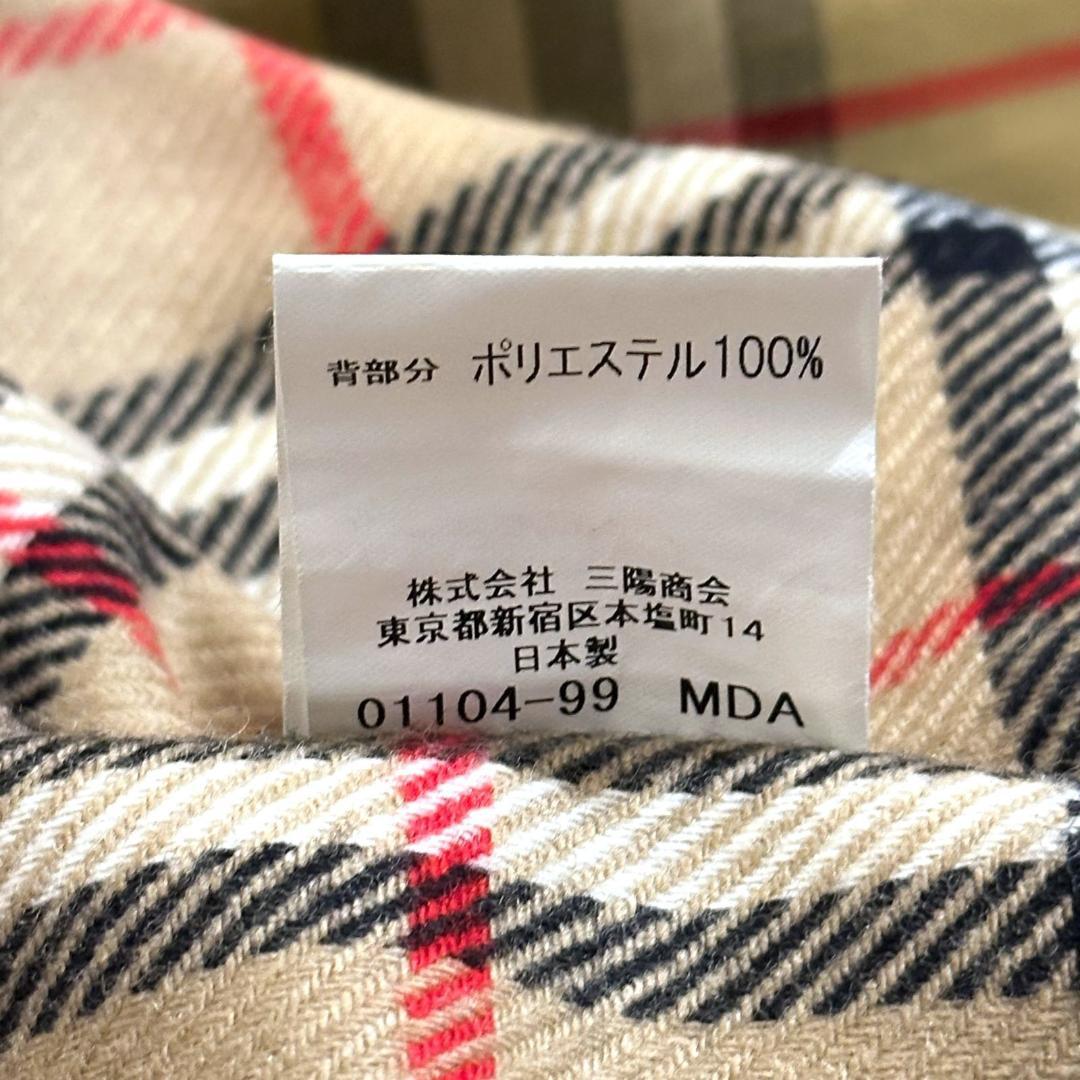 背部分 ポリエステル100%
株式会社 三陽商会
東京都新宿区本塩町14
日本製
01104-99 MDA